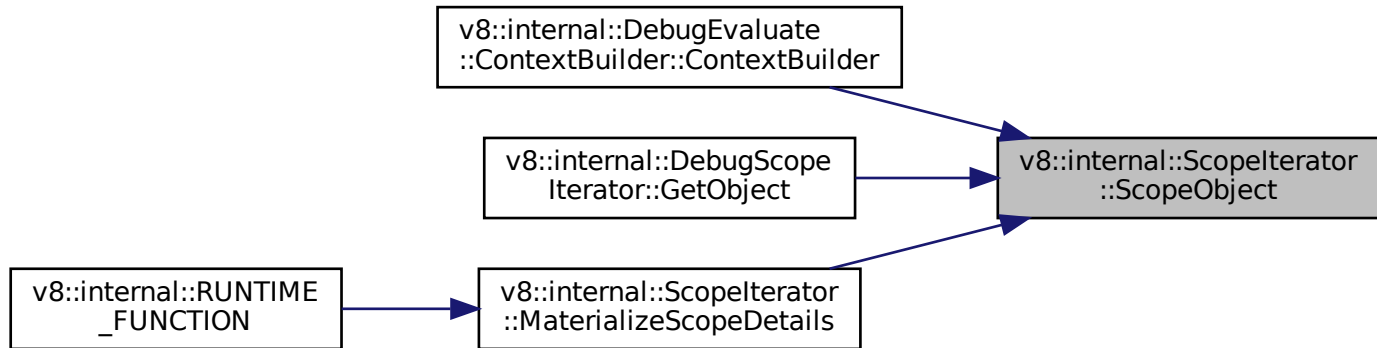 v8::internal::DebugEvaluate
::ContextBuilder::ContextBuilder
v8::internal::DebugScope
Iterator::GetObject
v8::internal::ScopeIterator
::ScopeObject
v8::internal::RUNTIME
_FUNCTION
v8::internal::ScopeIterator
::MaterializeScopeDetails